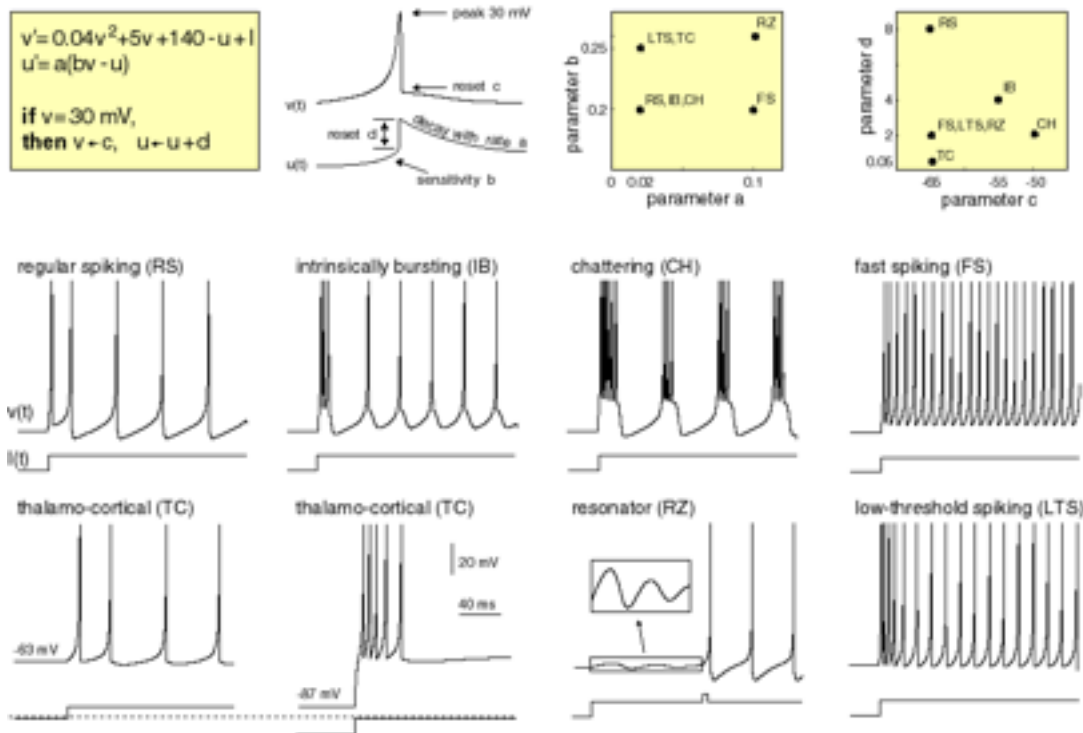 v'= 0.04v²+5v+140 - u+I
u'= a(bv - u)
if v= 30 mV,
then v←c, u←u+d
peak 30 mV
reset c
v(t)
reset d
decay with rate a
u(t)
sensitivity b
parameter b
0.25
0.2
LTS,TC
RZ
RS,IB,CH
FS
0
0.02
0.1
parameter a
parameter d
8
4
2
0.05
RS
IB
FS,LTS,RZ
CH
TC
-65
-55
-50
parameter c
regular spiking (RS)
intrinsically bursting (IB)
chattering (CH)
fast spiking (FS)
v(t)
I(t)
thalamo-cortical (TC)
thalamo-cortical (TC)
resonator (RZ)
low-threshold spiking (LTS)
20 mV
40 ms
-63 mV
-87 mV